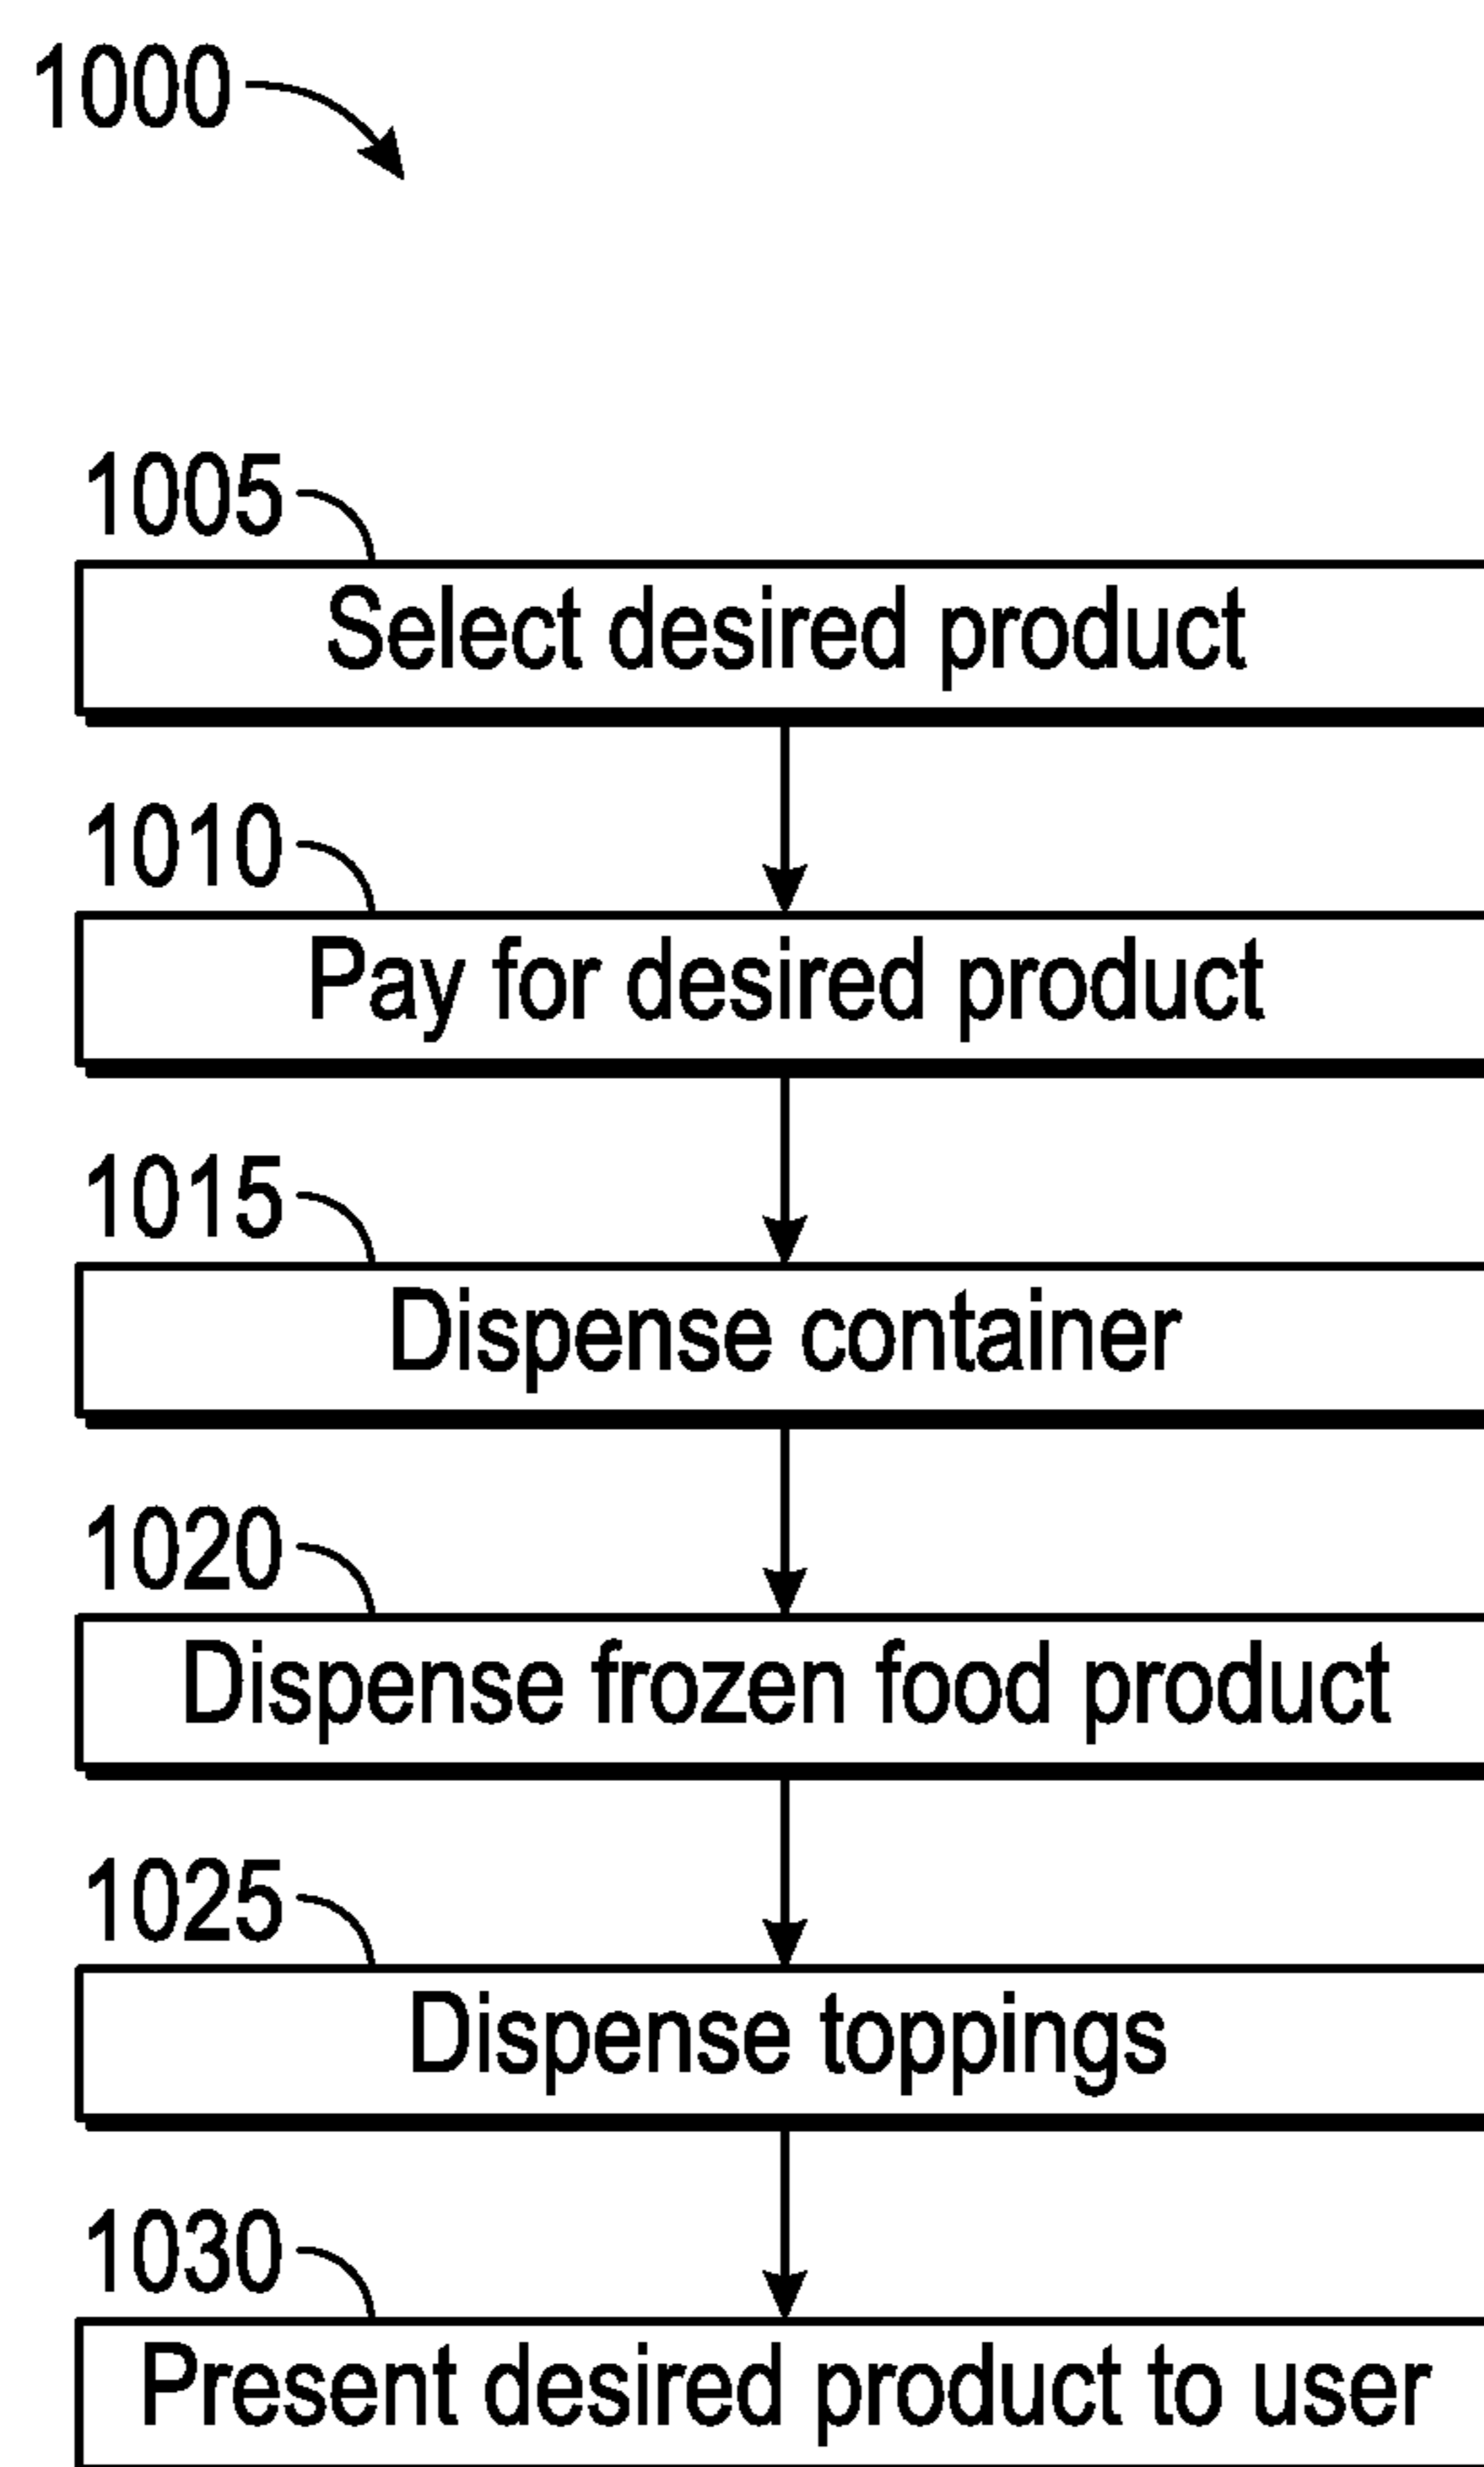 1000
1005
Select desired product
1010
Pay for desired product
1015
Dispense container
1020
Dispense frozen food product
1025
Dispense toppings
1030
Present desired product to user